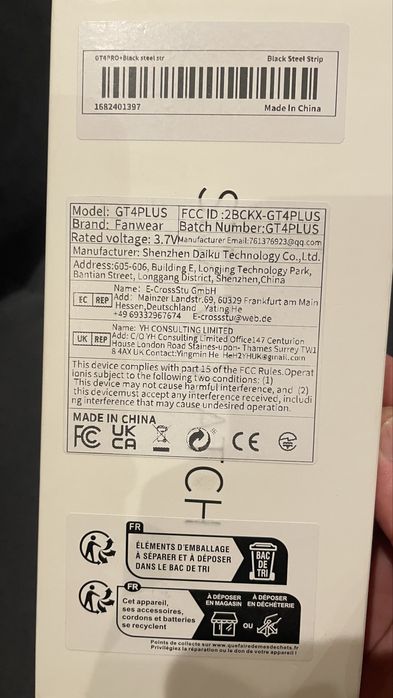 GT4PRO+Black steel str
Black Steel Strip
1682401397
Made In China
Model: GT4PLUS
FCC ID :2BCKX-GT4PLUS
Brand: Fanwear
Batch Number:GT4PLUS
Rated voltage: 3.7V
Manufacturer Email:761376923@qq.com
Manufacturer: Shenzhen Daiku Technology Co.,Ltd.
Address:605-606, Building E, Longjing Technology Park,
Bantian Street, Longgang District, Shenzhen,China
EC REP
Name: E-CrossStu GmbH
Add: Mainzer Landstr.69, 60329 Frankfurt am Main
Hessen,Deutschland Yating He
+49 69332967674 E-crossstu@web.de
UK REP
Name: YH CONSULTING LIMITED
Add: C/O YH Consulting Limited Office147 Centurion
House London Road Staines-upon- Thames Surrey TW1
8 4AX UK Contact:Yingmin He HeH2YHUK@gmail.com
This device complies with part 15 of the FCC Rules.Operat
ionis subject to the following two conditions: (1)
This device may not cause harmful interference, and (2)
this devicemust accept any interference received, includi
ng interference that may cause undesired operation.
MADE IN CHINA
FC UK CA CE
CH
FR
ÉLÉMENTS D'EMBALLAGE
À SÉPARER ET À DÉPOSER
DANS LE BAC DE TRI
BAC
DE
TRI
FR
Cet appareil,
ses accessoires,
cordons et batteries
se recyclent
À DÉPOSER
EN MAGASIN
OU
À DÉPOSER
EN DÉCHÈTERIE
Points de collecte sur www.quefairedemesdechets.fr
Privilégiez la réparation ou le don de votre appareil !